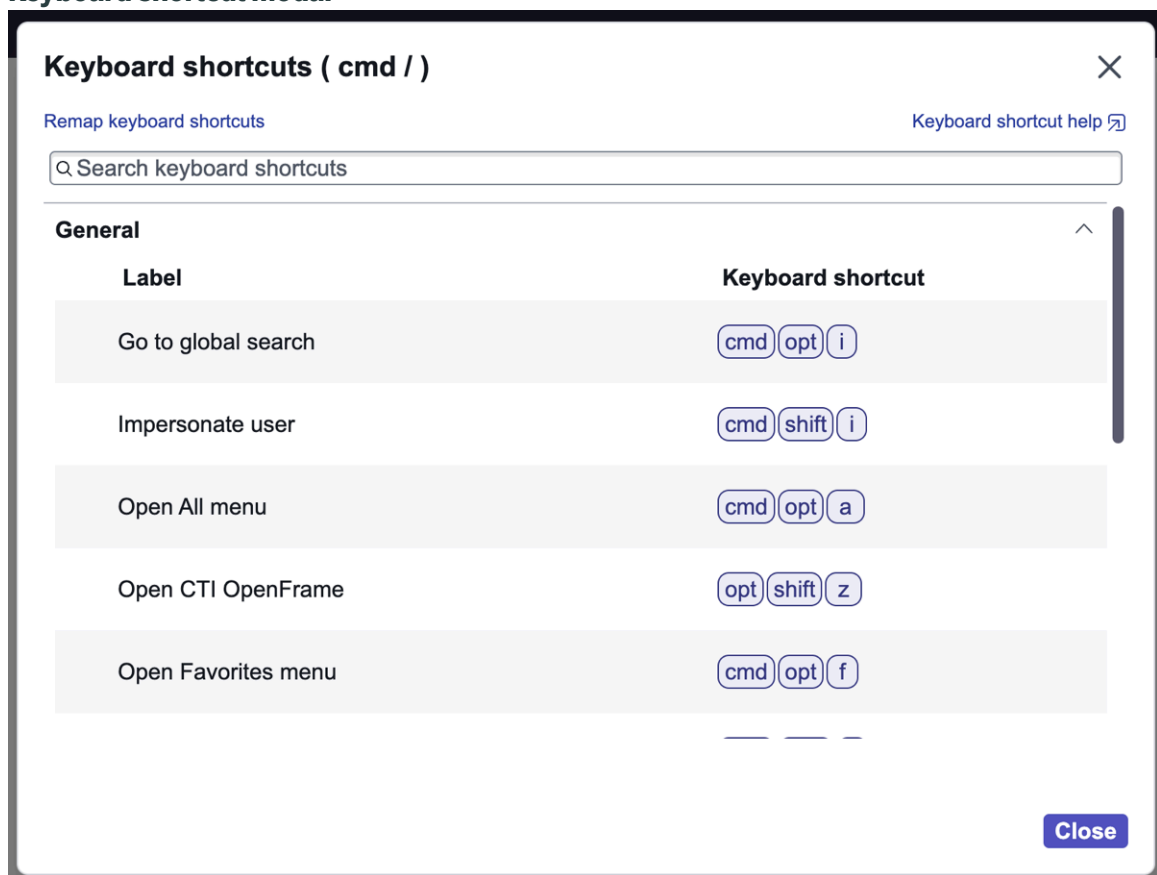 Keyboard shortcuts ( cmd / )
Remap keyboard shortcuts
Keyboard shortcut help
Search keyboard shortcuts
General
Label Keyboard shortcut
Go to global search cmd opt i
Impersonate user cmd shift i
Open All menu cmd opt a
Open CTI OpenFrame opt shift z
Open Favorites menu cmd opt f
Close